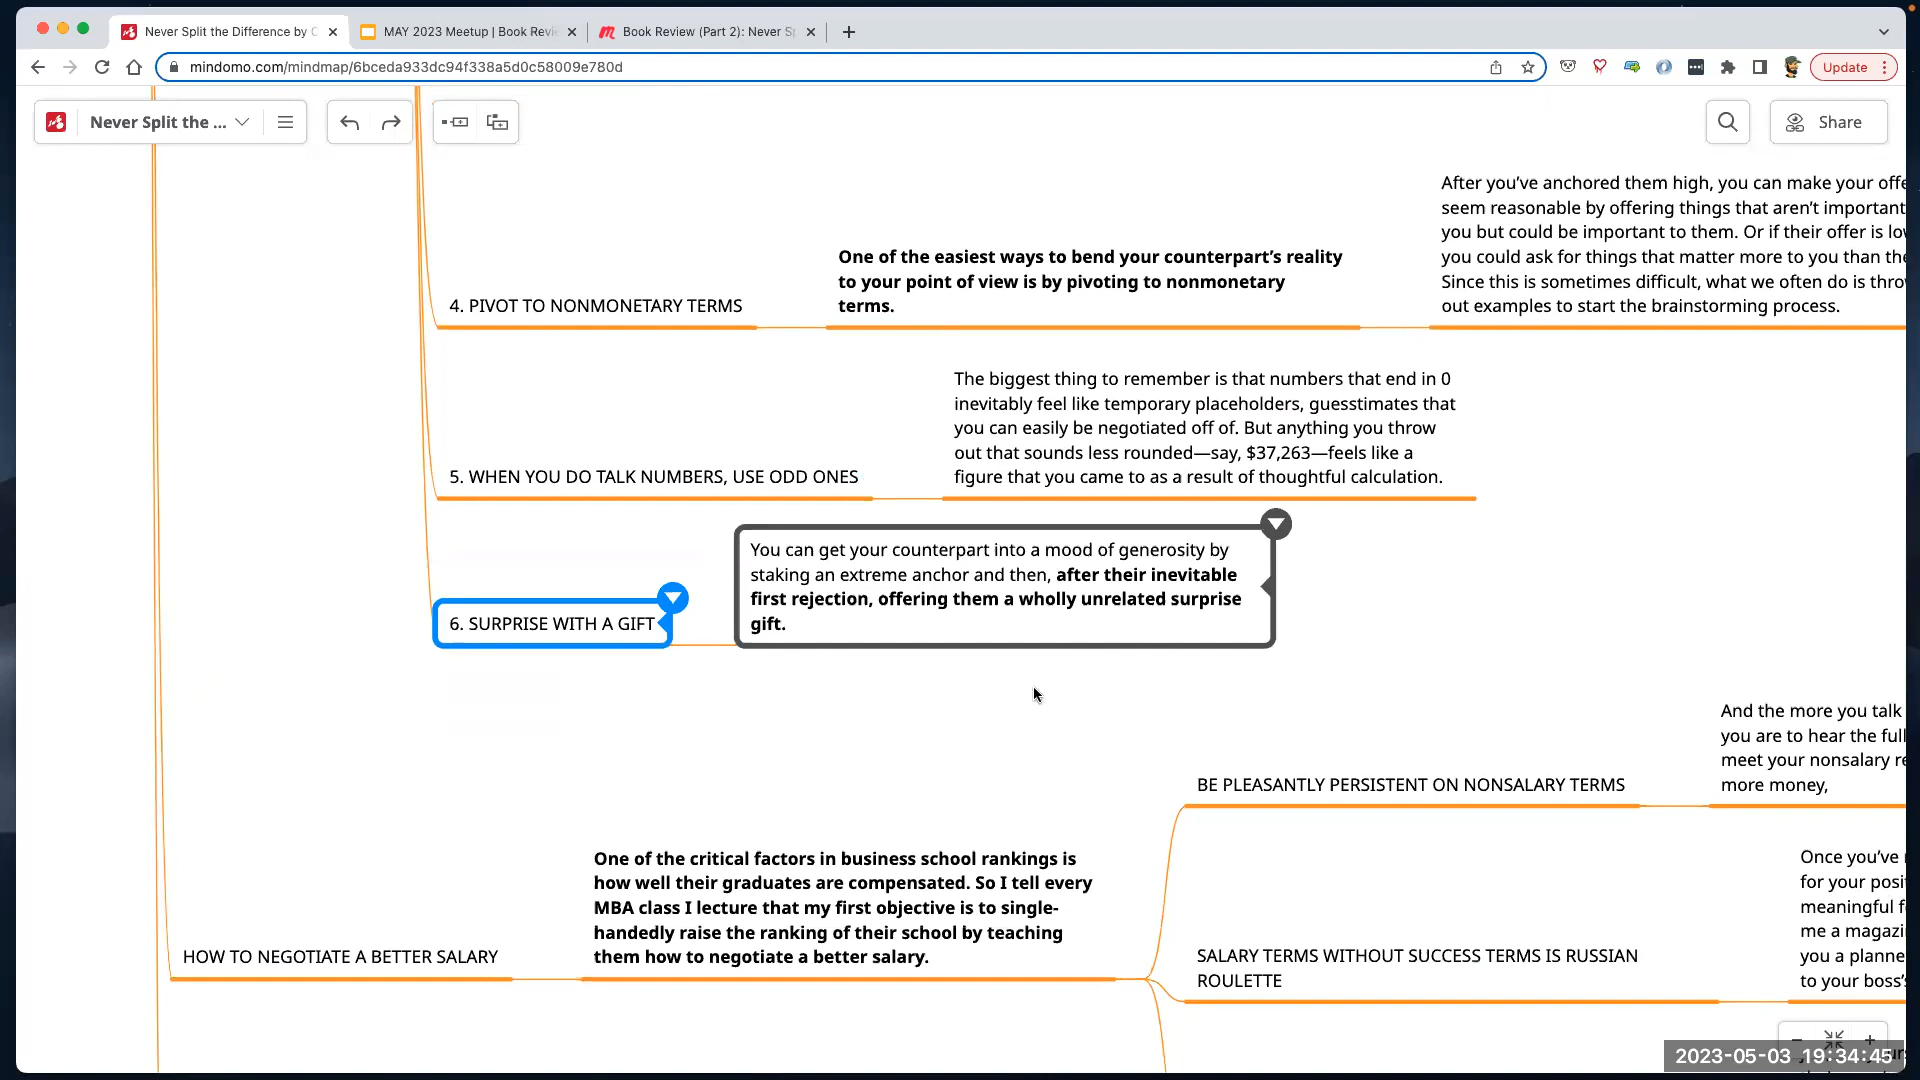 Never Split the Difference by C
MAY 2023 Meetup | Book Revie
Book Review (Part 2): Never Sp
mindomo.com/mindmap/6bceda933dc94f338a5d0c58009e780d
Update
Never Split the ...
Share
4. PIVOT TO NONMONETARY TERMS
One of the easiest ways to bend your counterpart’s reality
to your point of view is by pivoting to nonmonetary
terms.
After you’ve anchored them high, you can make your offe
seem reasonable by offering things that aren’t important
you but could be important to them. Or if their offer is lo
you could ask for things that matter more to you than the
Since this is sometimes difficult, what we often do is thro
out examples to start the brainstorming process.
5. WHEN YOU DO TALK NUMBERS, USE ODD ONES
The biggest thing to remember is that numbers that end in 0
inevitably feel like temporary placeholders, guesstimates that
you can easily be negotiated off of. But anything you throw
out that sounds less rounded—say, $37,263—feels like a
figure that you came to as a result of thoughtful calculation.
6. SURPRISE WITH A GIFT
You can get your counterpart into a mood of generosity by
staking an extreme anchor and then, after their inevitable
first rejection, offering them a wholly unrelated surprise
gift.
HOW TO NEGOTIATE A BETTER SALARY
One of the critical factors in business school rankings is
how well their graduates are compensated. So I tell every
MBA class I lecture that my first objective is to single-
handedly raise the ranking of their school by teaching
them how to negotiate a better salary.
BE PLEASANTLY PERSISTENT ON NONSALARY TERMS
And the more you talk
you are to hear the full
meet your nonsalary re
more money,
SALARY TERMS WITHOUT SUCCESS TERMS IS RUSSIAN
ROULETTE
Once you’ve
for your posi
meaningful f
me a magazi
you a planne
to your boss’s
2023-05-03 19:34:45